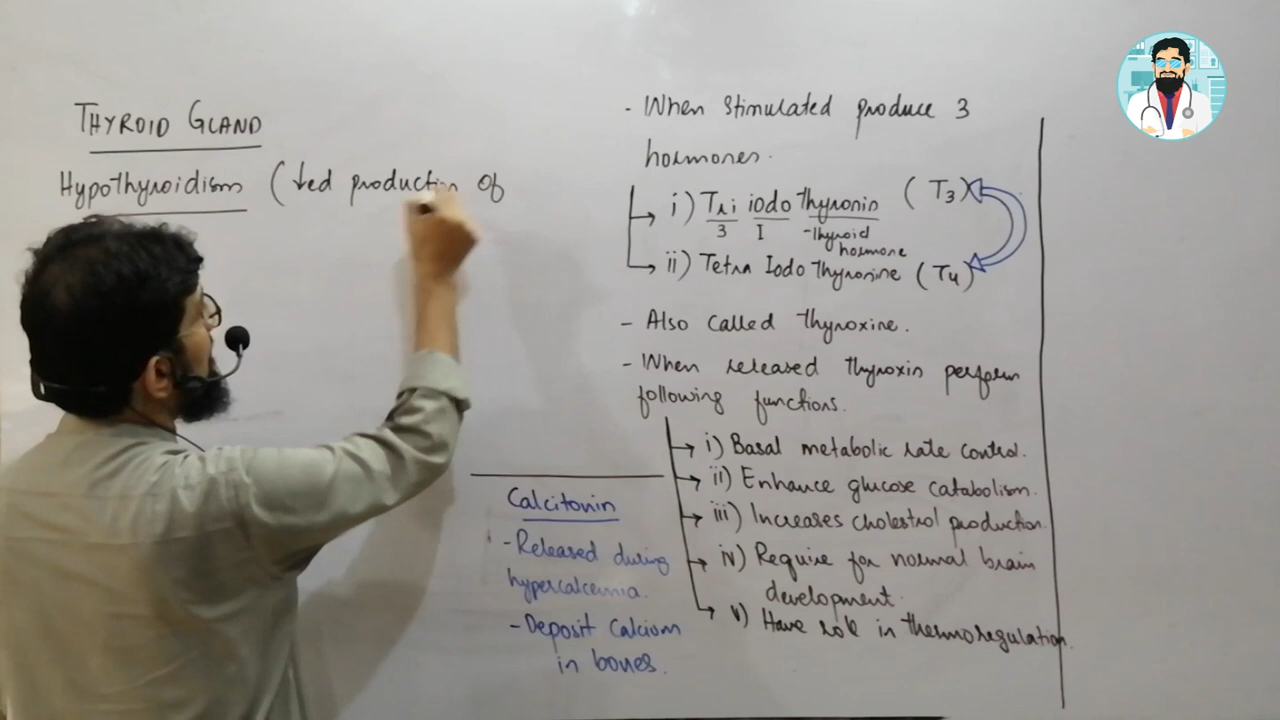 THYROID GLAND
Hypothyroidism (↓ed production of
- When Stimulated produce 3
hormones.
i) Tri iodo thyronin (T3)
3 I -thyroid
hormone
ii) Tetra Iodo thyronine (T4)
- Also called thyroxine.
- When released thyroxin perform
following functions.
i) Basal metabolic rate control.
ii) Enhance glucose catabolism.
iii) Increases cholestrol production.
iv) Require for normal brain
development.
v) Have role in thermoregulation.
Calcitonin
- Released during
hypercalcemia.
- Deposit Calcium
in bones.